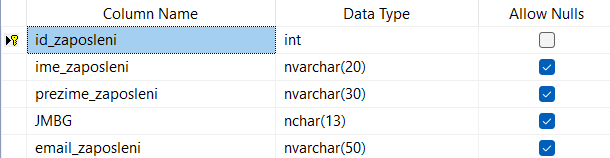 Column Name Data Type Allow Nulls
id_zaposleni int
ime_zaposleni nvarchar(20)
prezime_zaposleni nvarchar(30)
JMBG nchar(13)
email_zaposleni nvarchar(50)